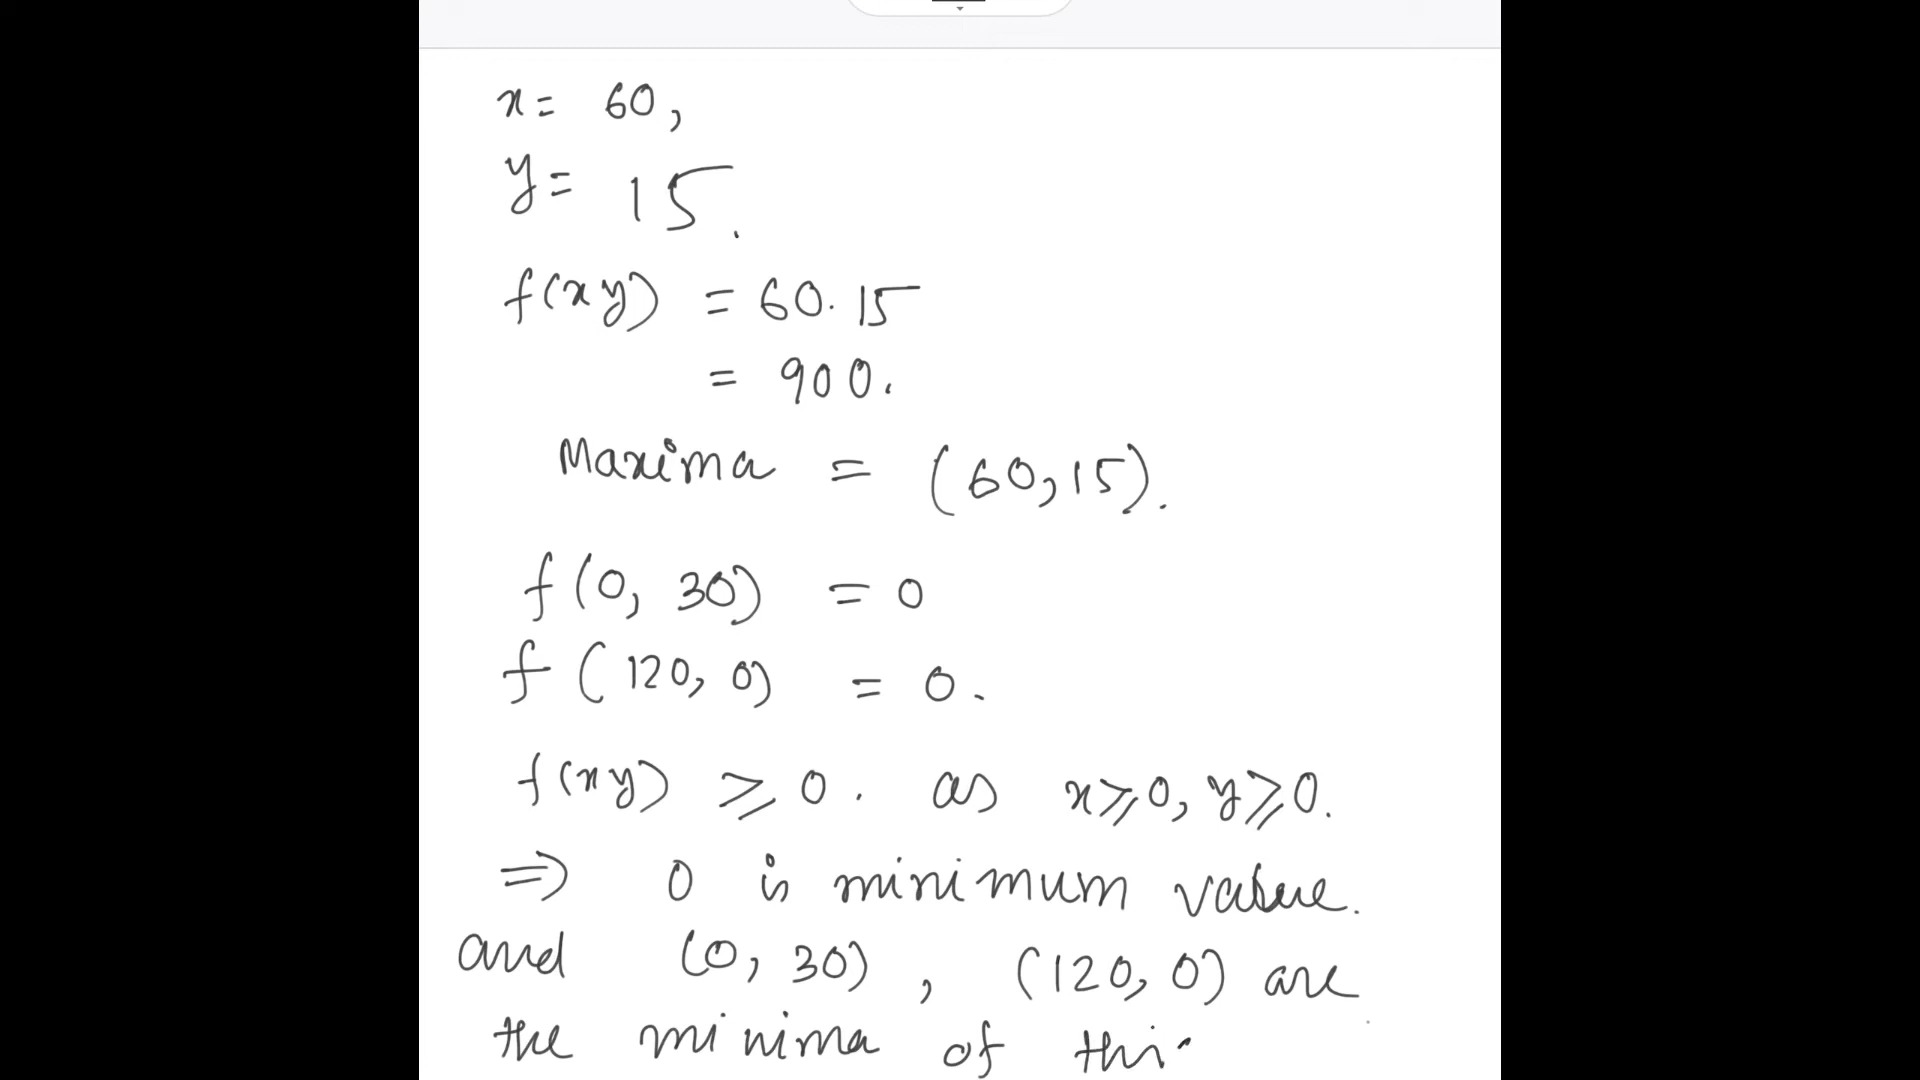 x = 60,
y = 15.
f(xy) = 60.15
= 900.
Maxima = (60,15).
f(0, 30) = 0
f(120, 0) = 0.
f(xy) ⩾ 0. as x⩾0, y⩾0.
⇒ 0 is minimum value.
and (0, 30), (120, 0) are
the minima of thi